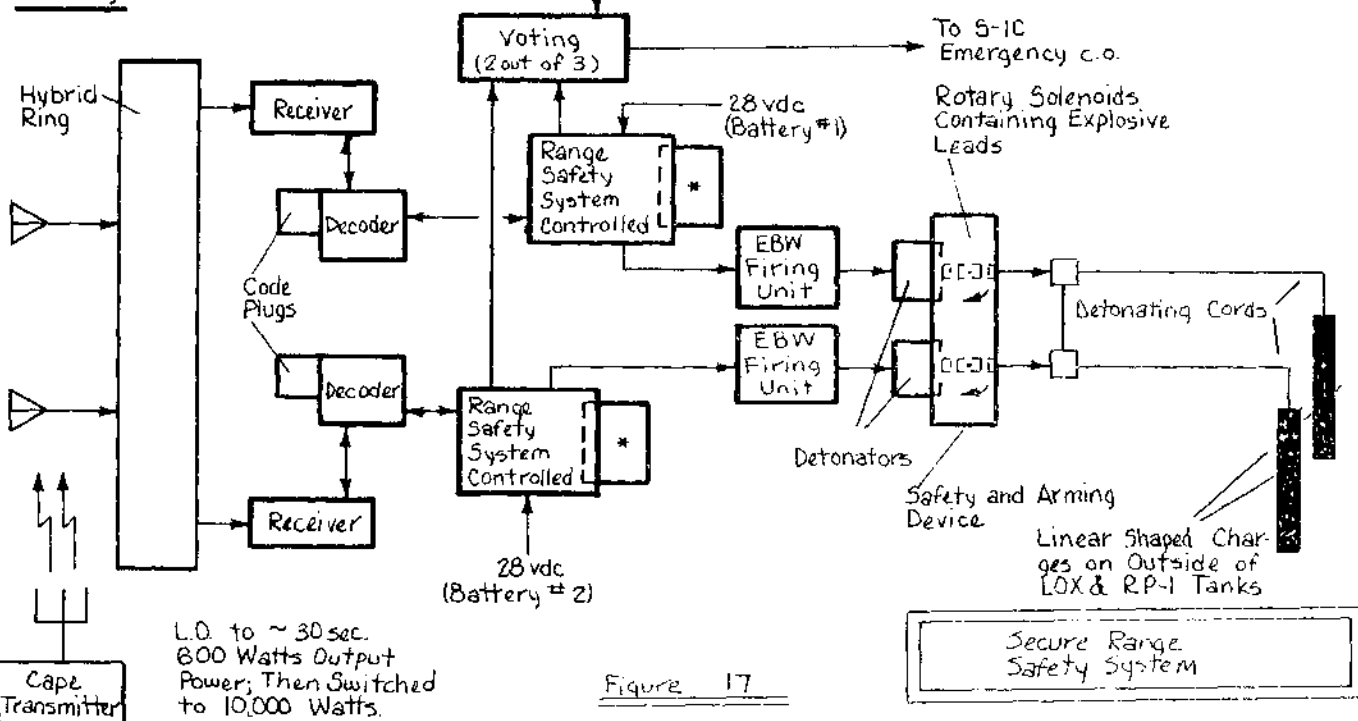 Voting
(2 out of 3)
To S-IC
Emergency c.o.
Hybrid
Ring
Receiver
28 vdc
(Battery #1)
Rotary Solenoids
Containing Explosive
Leads
Range
Safety
System
Controlled
*
Decoder
EBW
Firing
Unit
Code
Plugs
Detonating Cords
EBW
Firing
Unit
Decoder
Range
Safety
System
Controlled
*
Detonators
Safety and Arming
Device
Receiver
Linear Shaped Char-
ges on Outside of
LOX & RP-1 Tanks
28 vdc
(Battery #2)
L.O. to ~ 30 sec.
800 Watts Output
Power; Then Switched
to 10,000 Watts.
Cape
Transmitter
Figure 17
Secure Range
Safety System